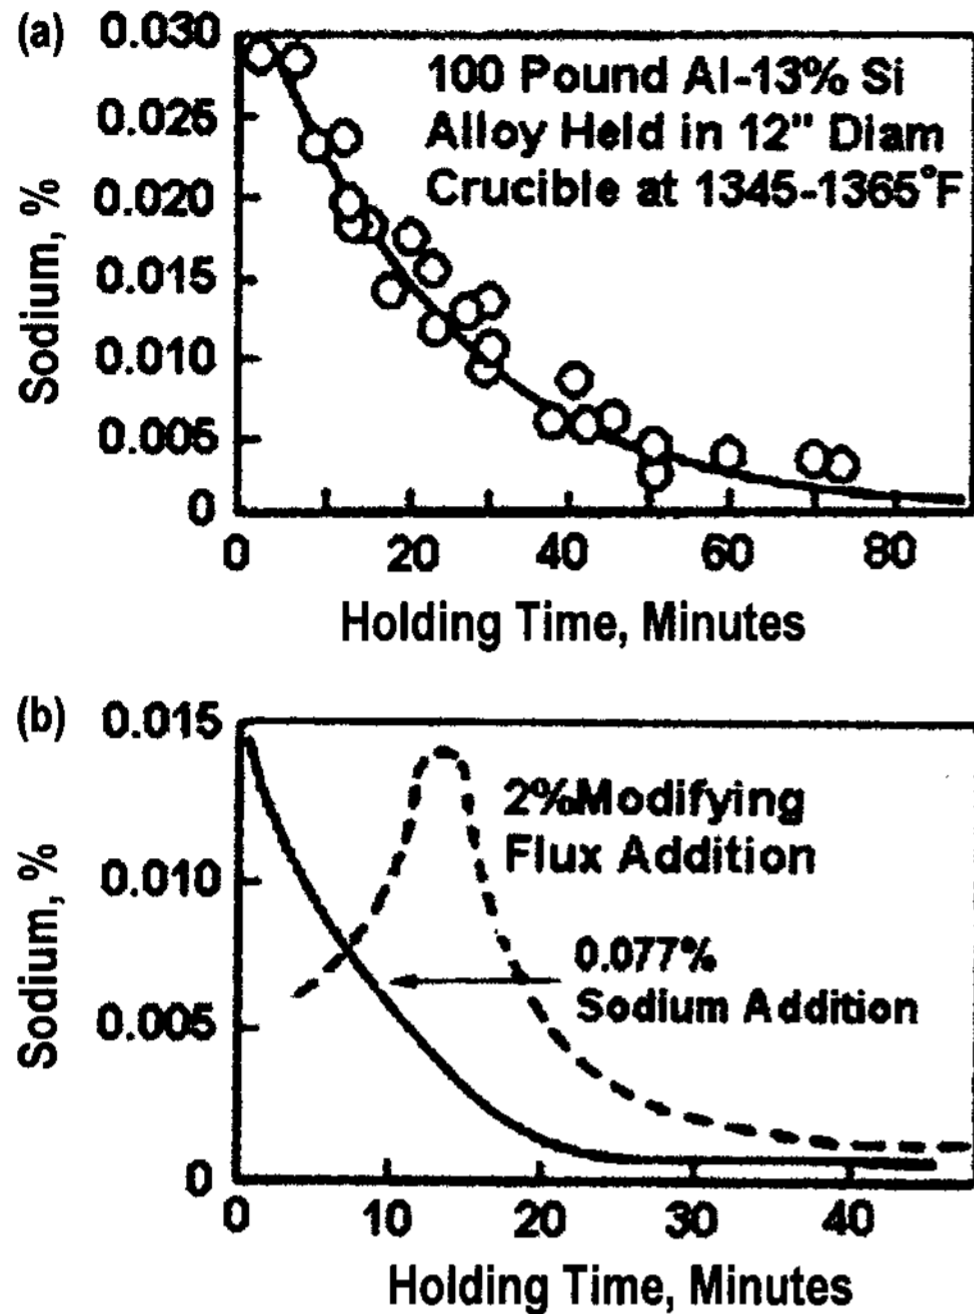 (a)
0.030
0.025
0.020
0.015
0.010
0.005
0
Sodium, %
100 Pound Al-13% Si
Alloy Held in 12" Diam
Crucible at 1345-1365°F
0 20 40 60 80
Holding Time, Minutes
(b)
0.015
0.010
0.005
0
Sodium, %
2%Modifying
Flux Addition
0.077%
Sodium Addition
0 10 20 30 40
Holding Time, Minutes